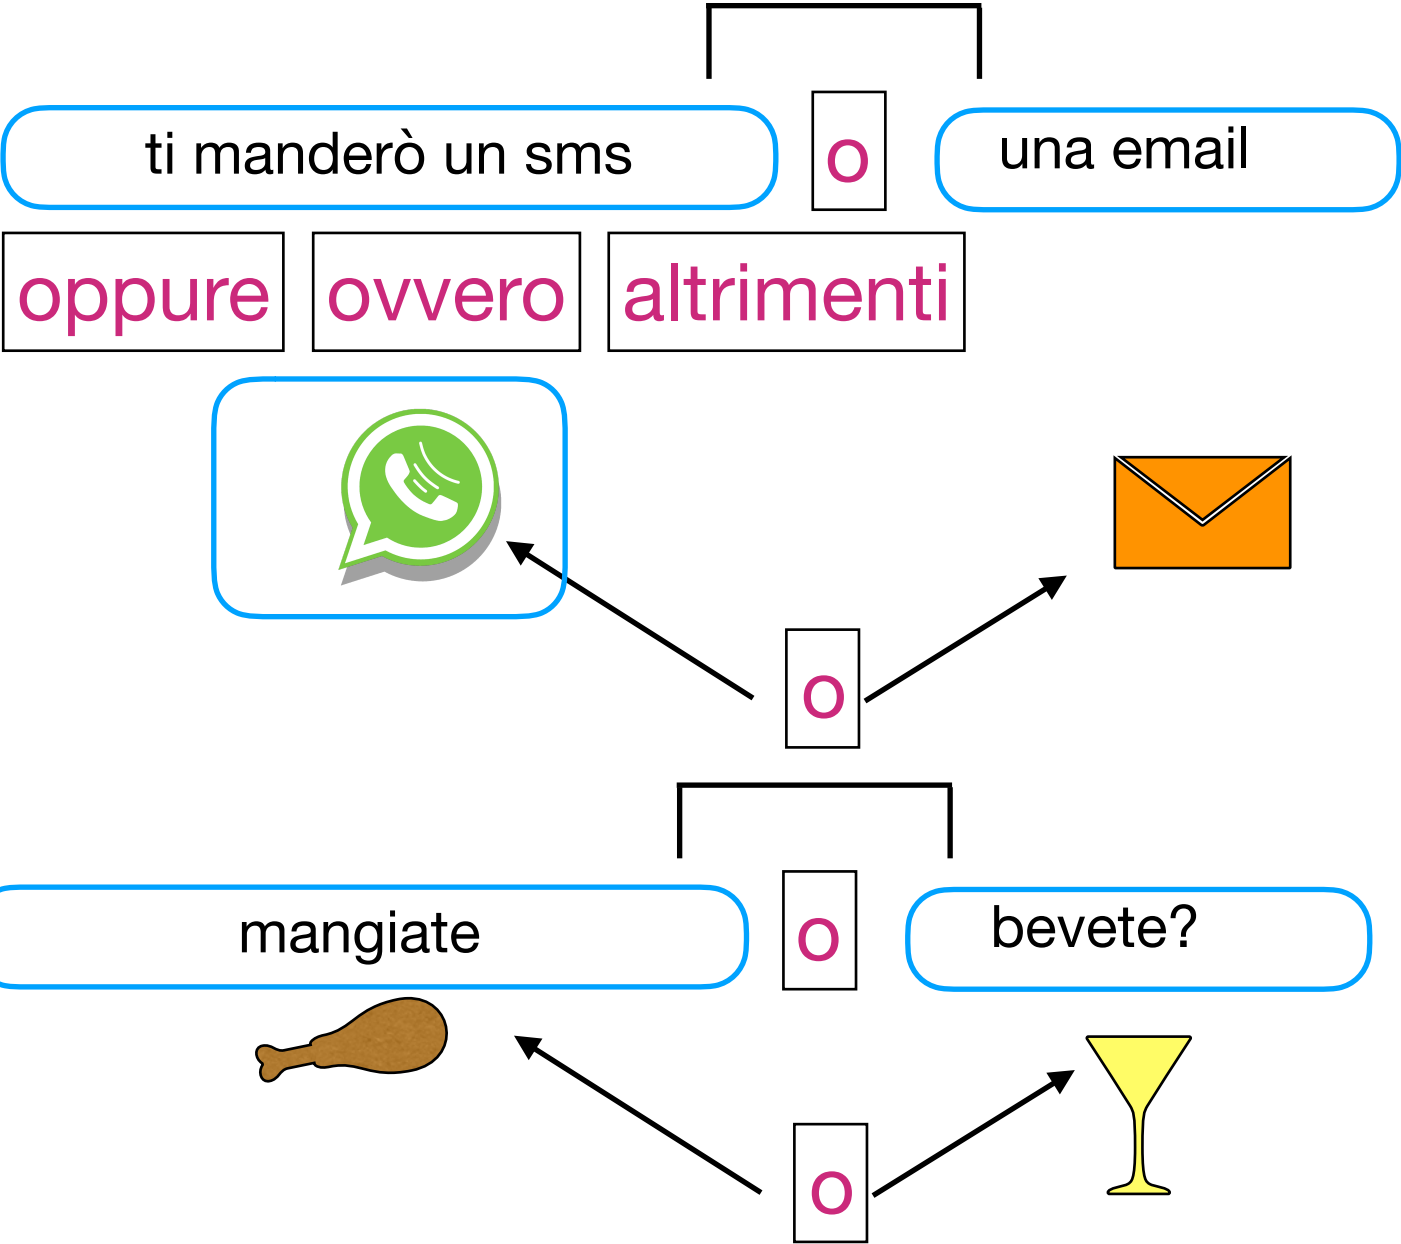 ti manderò un sms o una email
oppure ovvero altrimenti
o
mangiate o bevete?
o